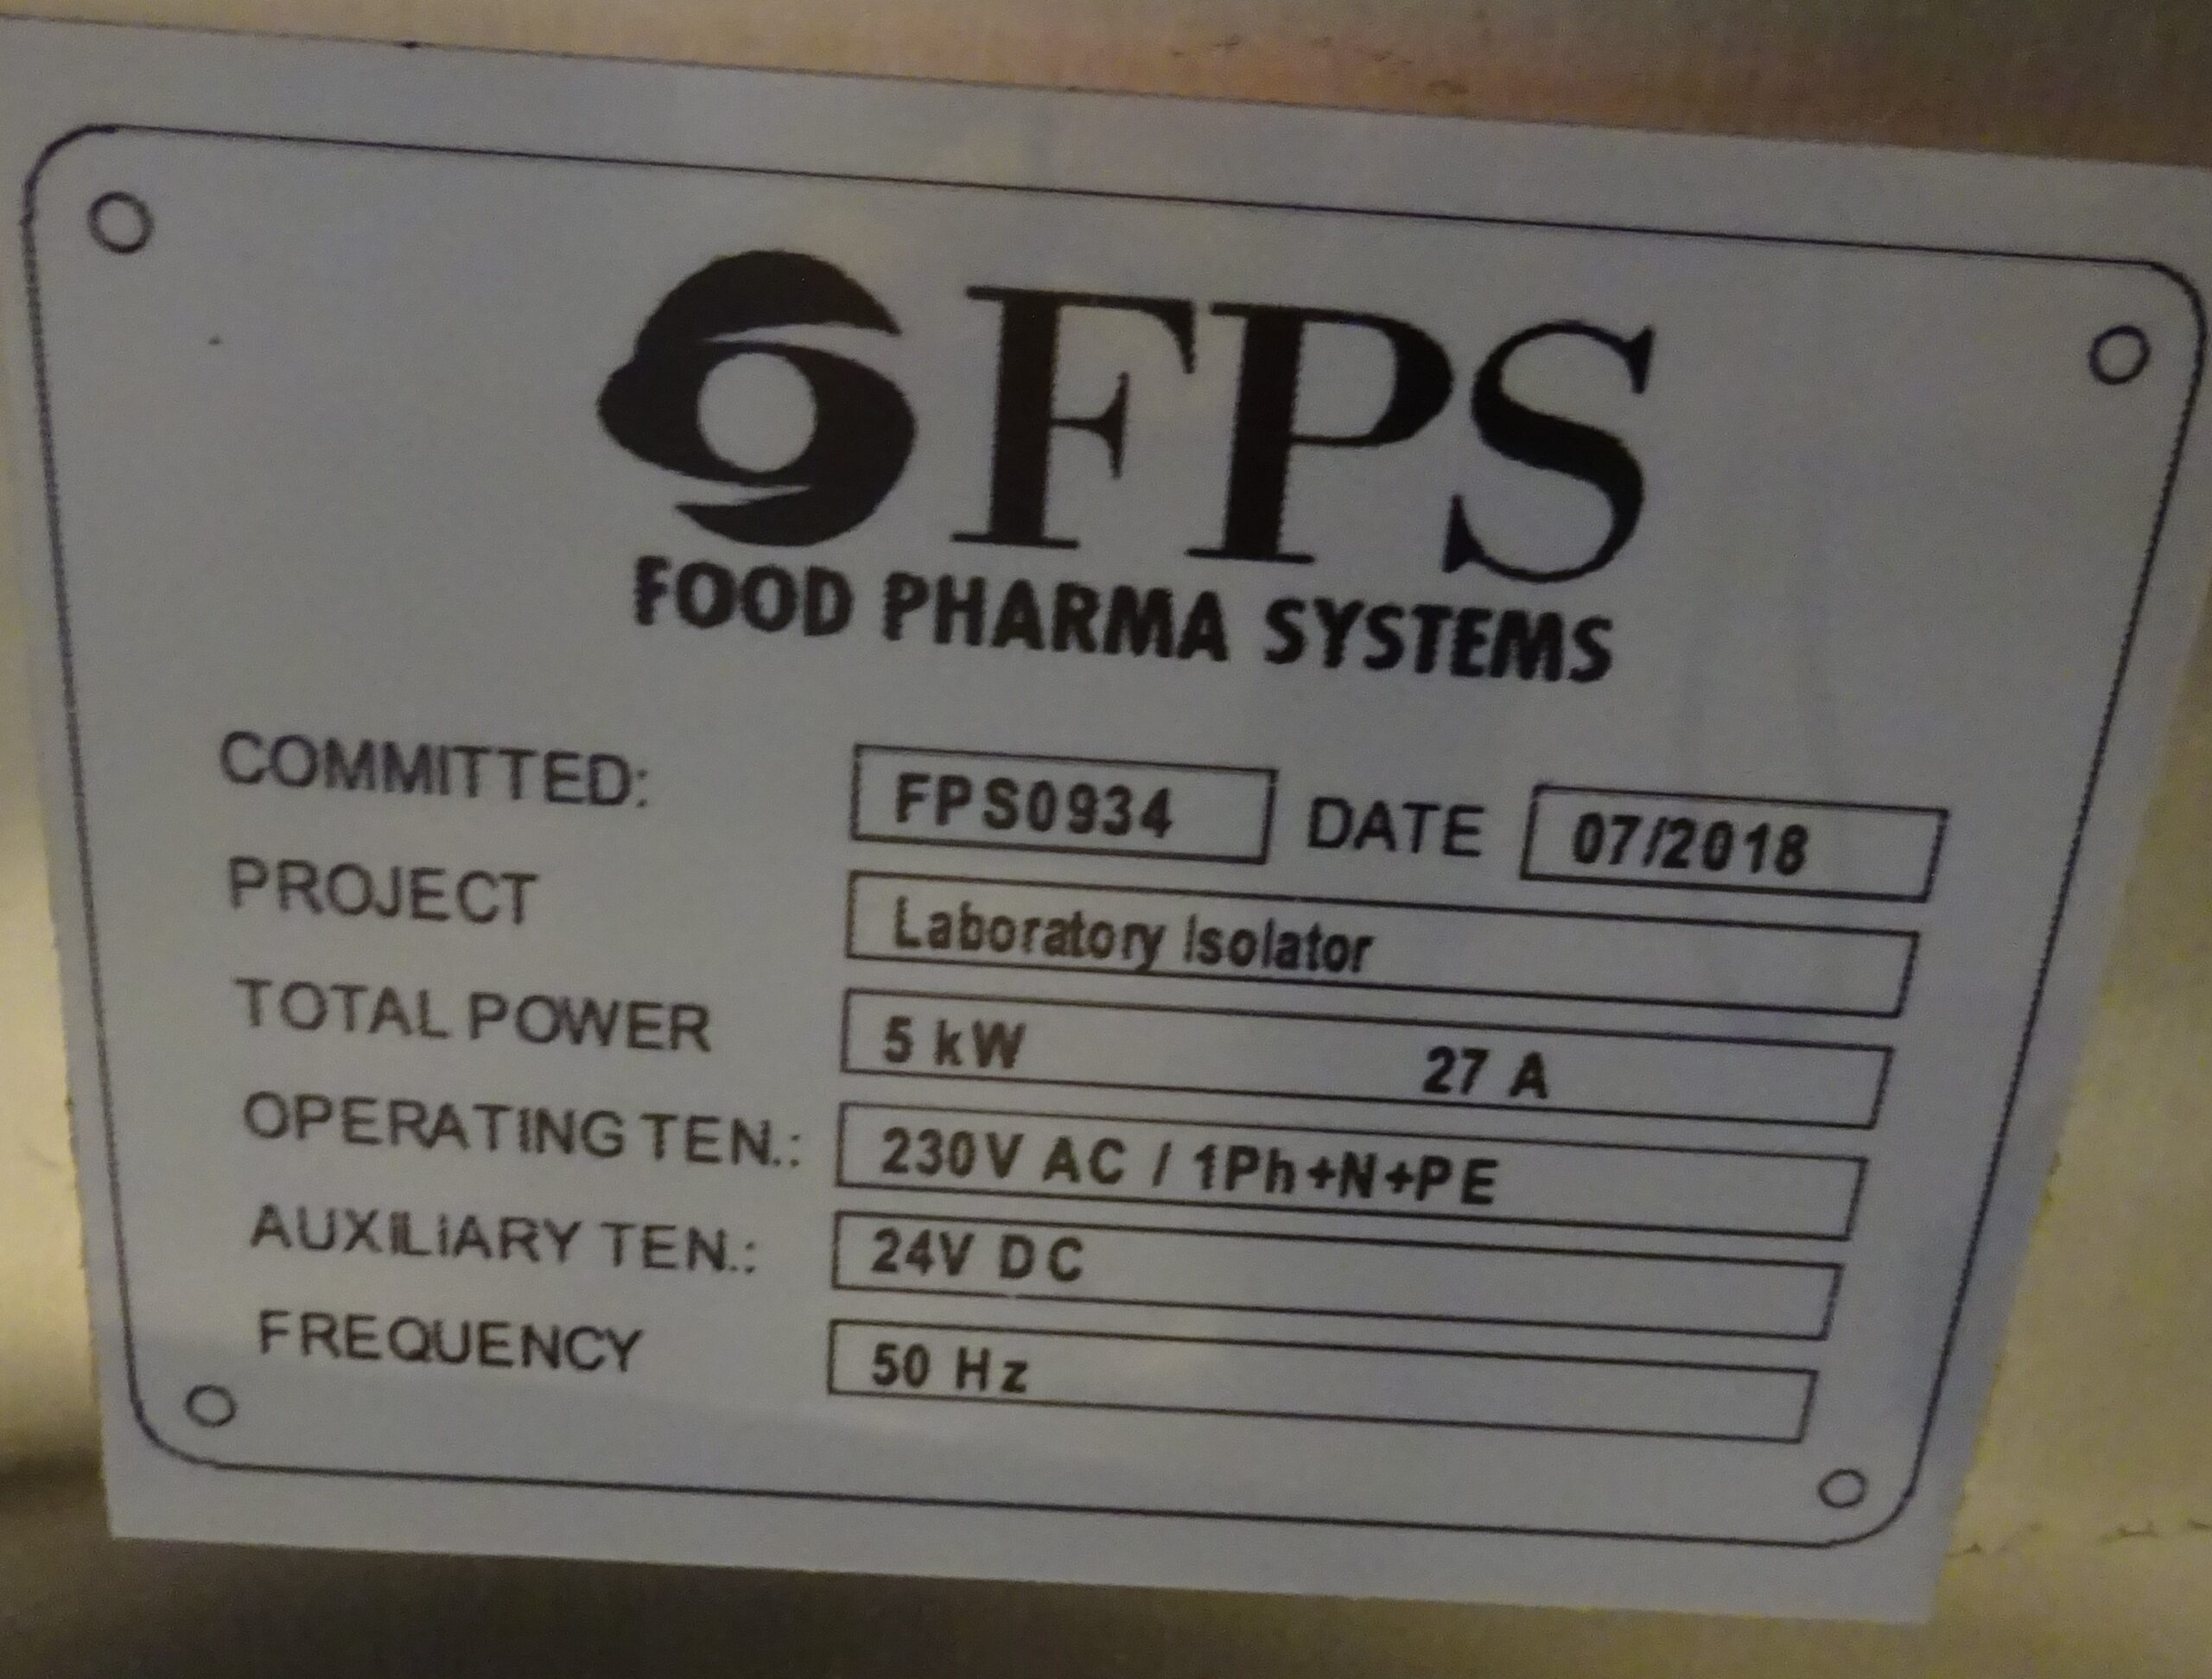 FPS
FOOD PHARMA SYSTEMS
COMMITTED: FPS0934 DATE 07/2018
PROJECT Laboratory Isolator
TOTAL POWER 5 kW 27 A
OPERATING TEN.: 230V AC / 1Ph+N+PE
AUXILIARY TEN.: 24V DC
FREQUENCY 50 Hz